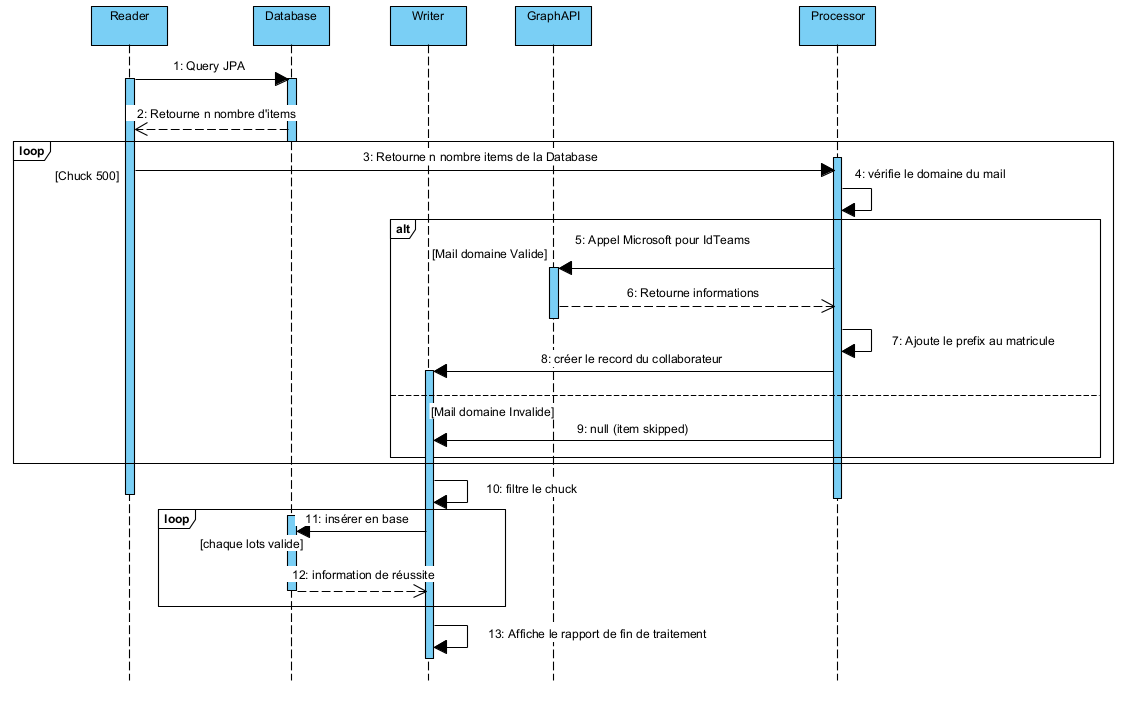 Reader
Database
Writer
GraphAPI
Processor
1: Query JPA
2: Retourne n nombre d'items
loop
3: Retourne n nombre items de la Database
[Chuck 500]
4: vérifie le domaine du mail
alt
5: Appel Microsoft pour IdTeams
[Mail domaine Valide]
6: Retourne informations
7: Ajoute le prefix au matricule
8: créer le record du collaborateur
[Mail domaine Invalide]
9: null (item skipped)
10: filtre le chuck
loop
11: insérer en base
[chaque lots valide]
12: information de réussite
13: Affiche le rapport de fin de traitement